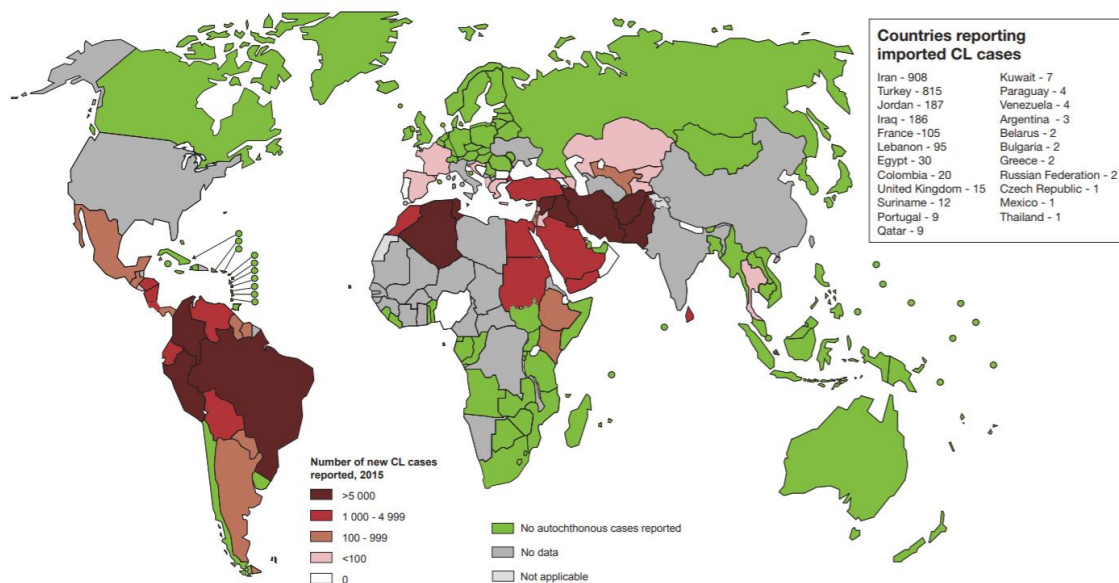 Countries reporting
imported CL cases
Iran - 908
Turkey - 815
Jordan - 187
Iraq - 186
France -105
Lebanon - 95
Egypt - 30
Colombia - 20
United Kingdom - 15
Suriname - 12
Portugal - 9
Qatar - 9
Kuwait - 7
Paraguay - 4
Venezuela - 4
Argentina - 3
Belarus - 2
Bulgaria - 2
Greece - 2
Russian Federation - 2
Czech Republic - 1
Mexico - 1
Thailand - 1
Number of new CL cases
reported, 2015
>5 000
1 000 - 4 999
100 - 999
<100
0
No autochthonous cases reported
No data
Not applicable